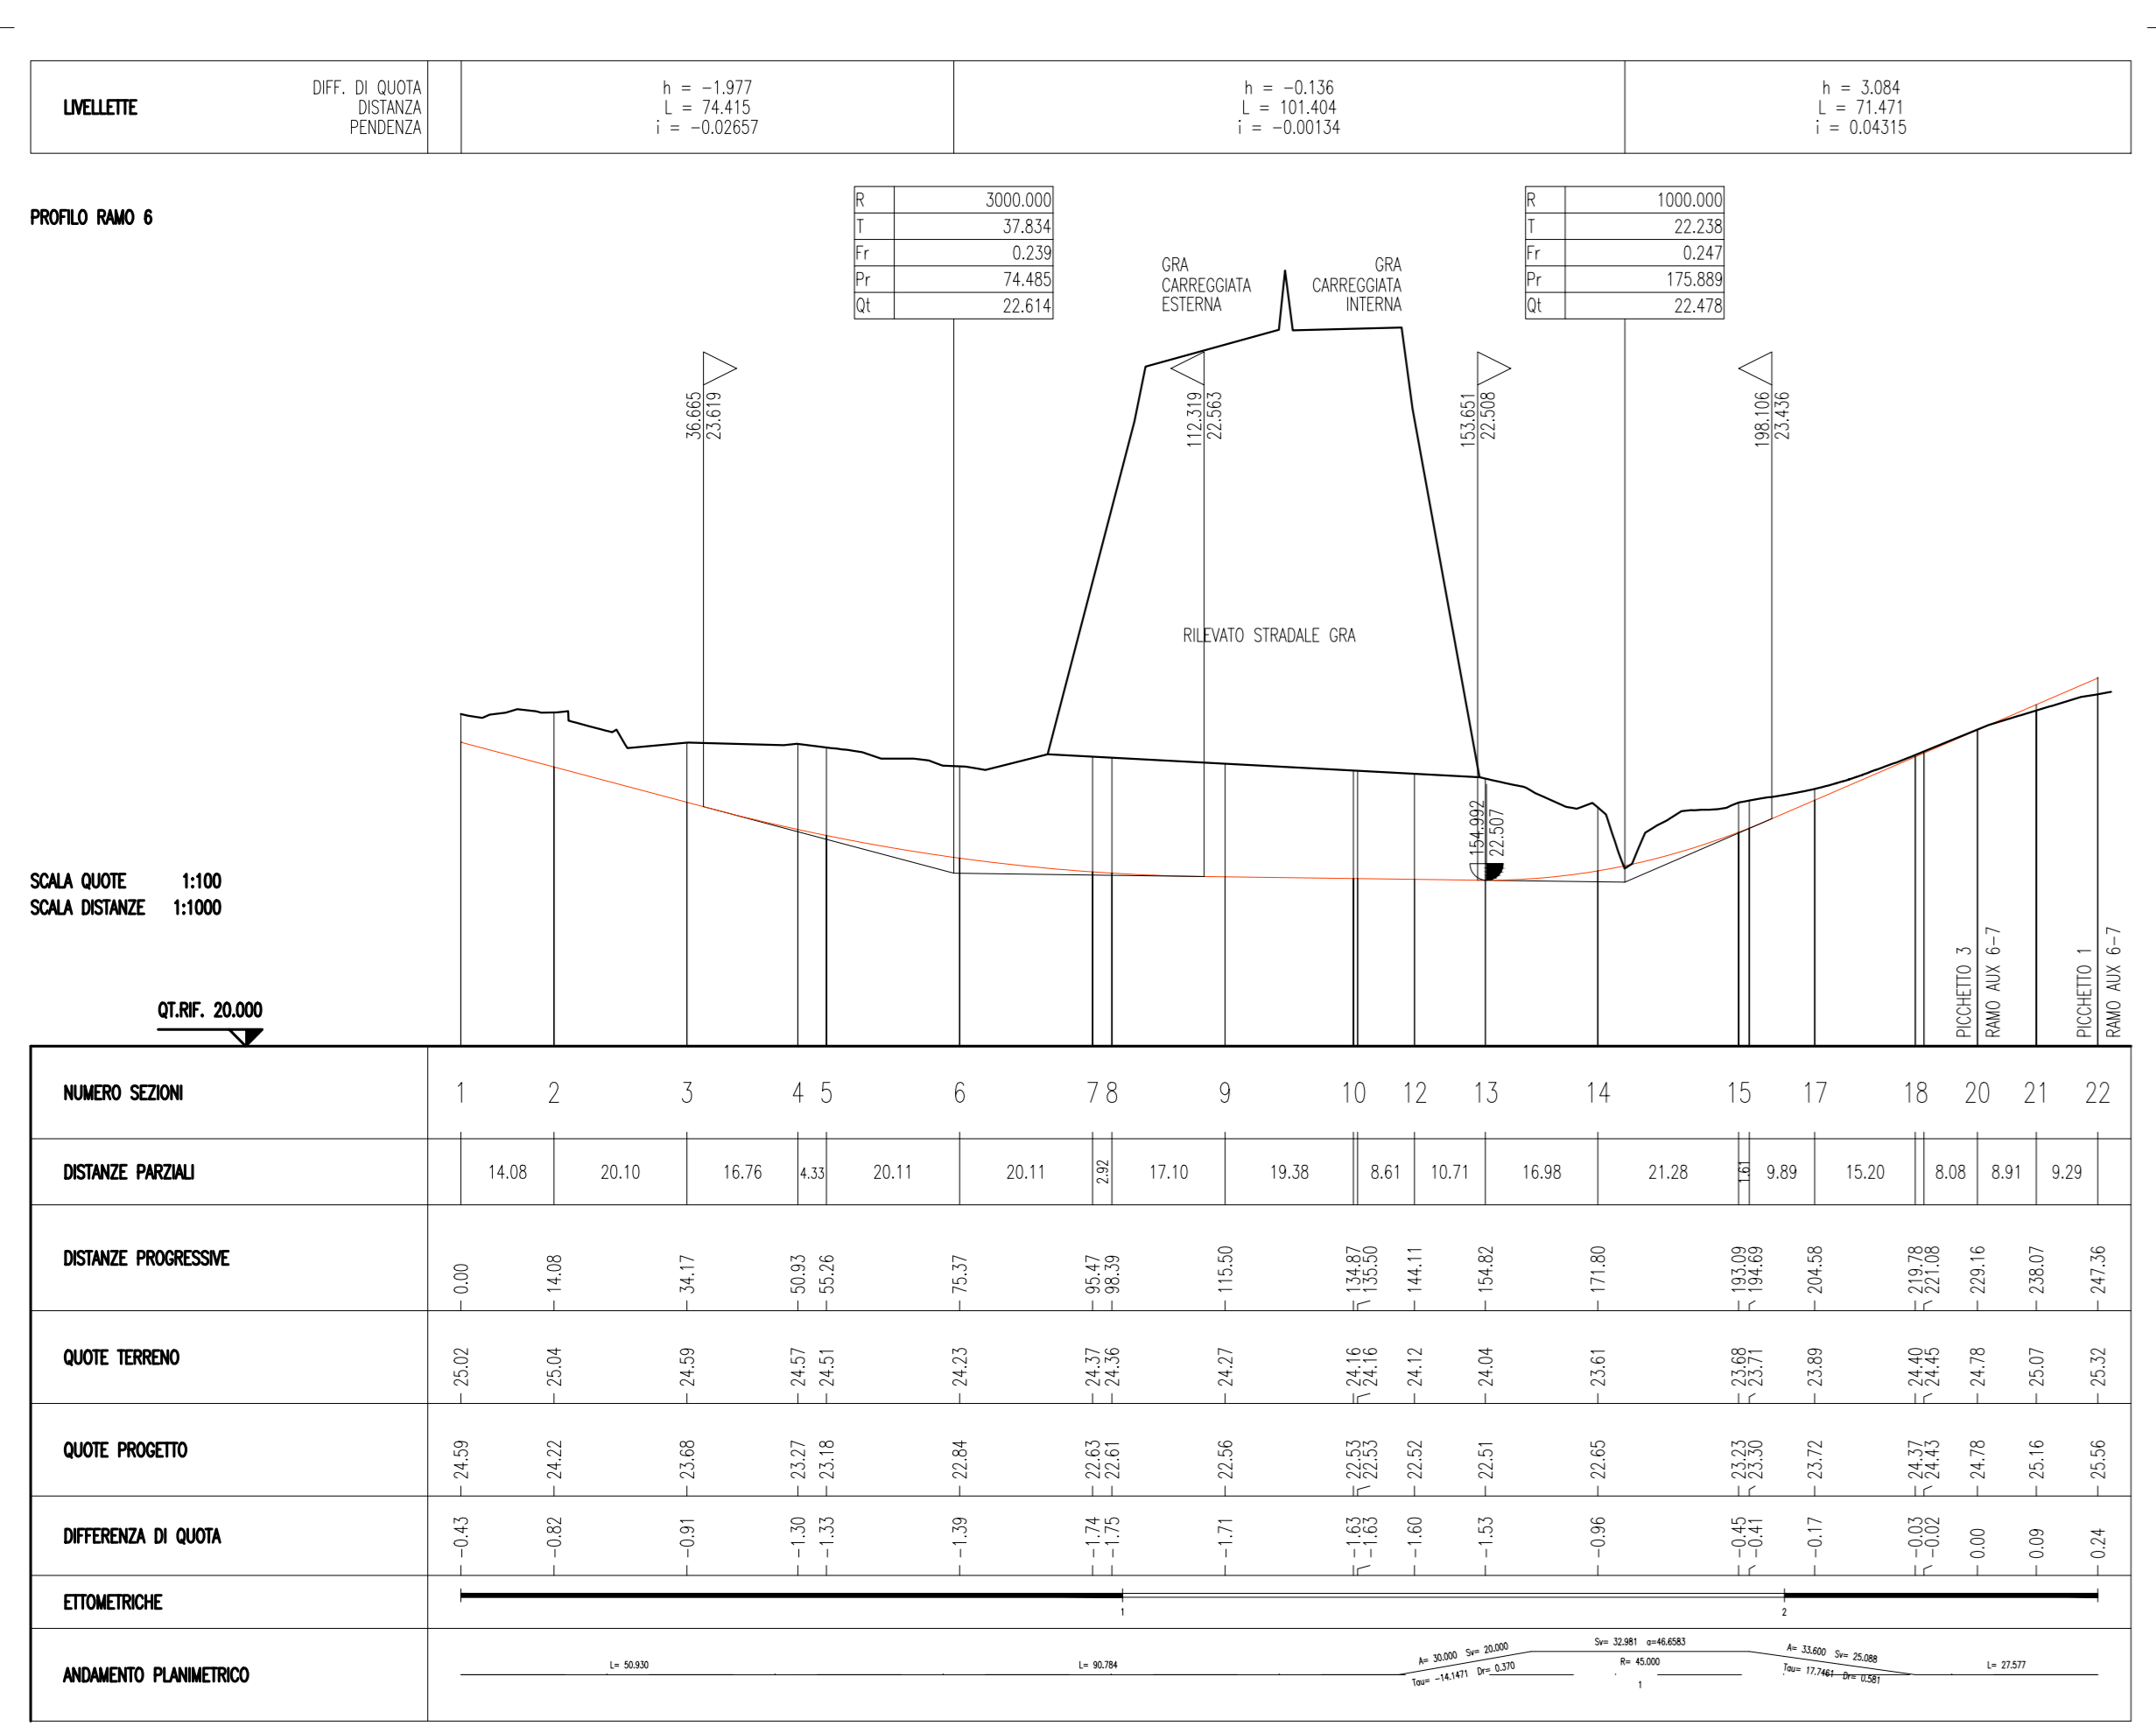 LIVELLETTE
DIFF. DI QUOTA
DISTANZA
PENDENZA
h = -1.977
L = 74.415
i = -0.02657
h = -0.136
L = 101.404
i = -0.00134
h = 3.084
L = 71.471
i = 0.04315
PROFILO RAMO 6
R 3000.000
T 37.834
Fr 0.239
Pr 74.485
Qt 22.614
R 1000.000
T 22.238
Fr 0.247
Pr 175.889
Qt 22.478
GRA
CARREGGIATA
ESTERNA
GRA
CARREGGIATA
INTERNA
36.665
23.619
112.319
22.563
153.651
22.508
198.106
23.436
RILEVATO STRADALE GRA
154.992
22.507
SCALA QUOTE 1:100
SCALA DISTANZE 1:1000
PICCHETTO 3
RAMO AUX 6-7
PICCHETTO 1
RAMO AUX 6-7
QT.RIF. 20.000
NUMERO SEZIONI 1 2 3 4 5 6 7 8 9 10 12 13 14 15 17 18 20 21 22
DISTANZE PARZIALI 14.08 20.10 16.76 4.33 20.11 20.11 2.92 17.10 19.38 8.61 10.71 16.98 21.28 1.61 9.89 15.20 8.08 8.91 9.29
DISTANZE PROGRESSIVE 0.00 14.08 34.17 50.93 55.26 75.37 95.47 98.39 115.50 134.87 135.50 144.11 154.82 171.80 193.09 194.69 204.58 219.78 221.08 229.16 238.07 247.36
QUOTE TERRENO 25.02 25.04 24.59 24.57 24.51 24.23 24.37 24.36 24.27 24.16 24.16 24.12 24.04 23.61 23.68 23.71 23.89 24.40 24.45 24.78 25.07 25.32
QUOTE PROGETTO 24.59 24.22 23.68 23.27 23.18 22.84 22.63 22.61 22.56 22.53 22.53 22.52 22.51 22.65 23.23 23.30 23.72 24.37 24.43 24.78 25.16 25.56
DIFFERENZA DI QUOTA -0.43 -0.82 -0.91 -1.30 -1.33 -1.39 -1.74 -1.75 -1.71 -1.63 -1.63 -1.60 -1.53 -0.96 -0.45 -0.41 -0.17 -0.03 -0.02 0.00 0.09 0.24
ETTOMETRICHE 1 2
ANDAMENTO PLANIMETRICO
L= 50.930
L= 90.784
A= 30.000 Sv= 20.000
Tau= -14.1471 Dr= 0.370
Sv= 32.981 α=46.6583
R= 45.000
1
A= 33.600 Sv= 25.088
Tau= 17.7461 Dr= 0.581
L= 27.577